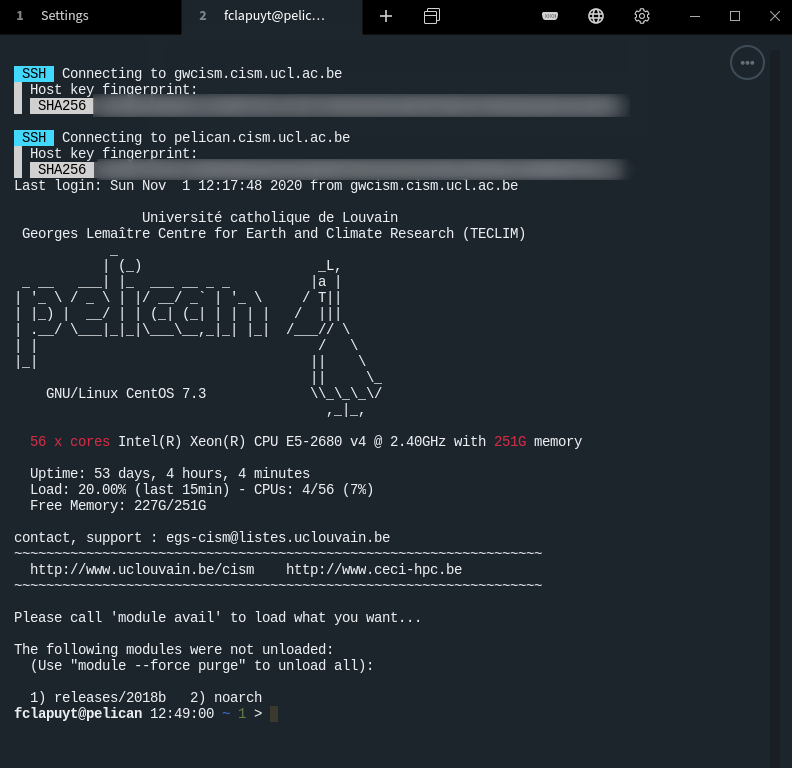 1 Settings 2 fclapuyt@pelic...
SSH Connecting to gwcism.cism.ucl.ac.be
Host key fingerprint:
SHA256
SSH Connecting to pelican.cism.ucl.ac.be
Host key fingerprint:
SHA256
Last login: Sun Nov  1 12:17:48 2020 from gwcism.cism.ucl.ac.be
Université catholique de Louvain
Georges Lemaître Centre for Earth and Climate Research (TECLIM)
pelican
GNU/Linux CentOS 7.3
56 x cores Intel(R) Xeon(R) CPU E5-2680 v4 @ 2.40GHz with 251G memory
Uptime: 53 days, 4 hours, 4 minutes
Load: 20.00% (last 15min) - CPUs: 4/56 (7%)
Free Memory: 227G/251G
contact, support : egs-cism@listes.uclouvain.be
~~~~~~~~~~~~~~~~~~~~~~~~~~~~~~~~~~~~~~~~~~~~~~~~~~~~~~~~~~~~~~~~~~
http://www.uclouvain.be/cism    http://www.ceci-hpc.be
~~~~~~~~~~~~~~~~~~~~~~~~~~~~~~~~~~~~~~~~~~~~~~~~~~~~~~~~~~~~~~~~~~
Please call 'module avail' to load what you want...
The following modules were not unloaded:
(Use "module --force purge" to unload all):
1) releases/2018b   2) noarch
fclapuyt@pelican 12:49:00 ~ 1 >